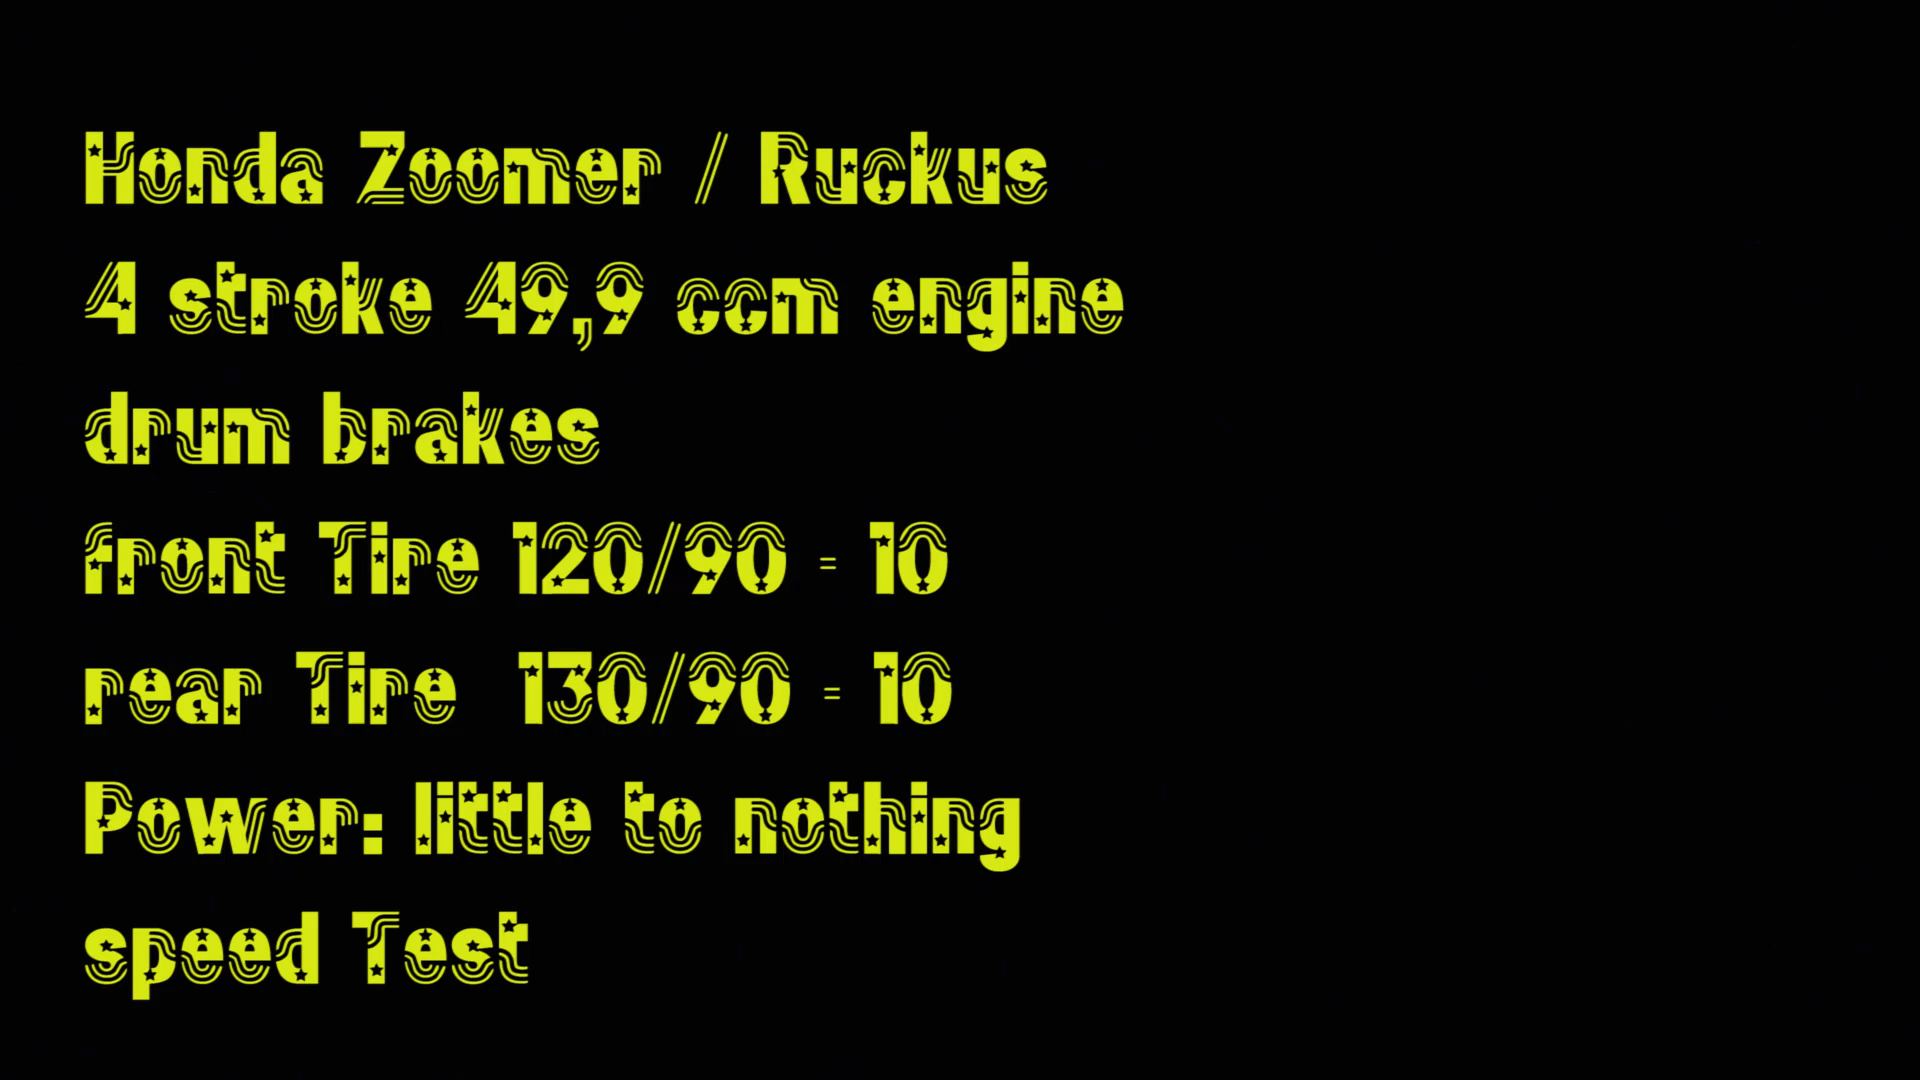 Honda Zoomer / Ruckus
4 stroke 49,9 ccm engine
drum brakes
front Tire 120/90 = 10
rear Tire 130/90 = 10
Power: little to nothing
speed Test